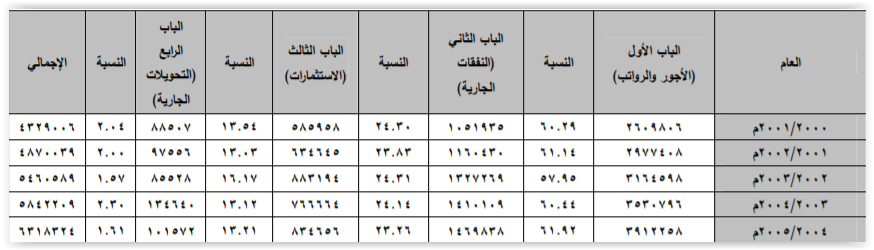 العام
الباب الأول
(الأجور والرواتب)
النسبة
الباب الثاني
(النفقات
الجارية)
النسبة
الباب الثالث
(الاستثمارات)
النسبة
الباب
الرابع
(التحويلات
الجارية)
النسبة
الإجمالي
٢٠٠٠/٢٠٠١م ٢٦٠٩٨٠٦ ٦٠.٢٩ ١٠٥١٩٣٥ ٢٤.٣٠ ٥٨٥٩٥٨ ١٣.٥٤ ٨٨٥٠٧ ٢.٠٤ ٤٣٢٩٠٠٦
٢٠٠١/٢٠٠٢م ٢٩٧٧٤٠٨ ٦١.١٤ ١١٦٠٤٣٠ ٢٣.٨٣ ٦٣٤٦٤٥ ١٣.٠٣ ٩٧٥٥٦ ٢.٠٠ ٤٨٧٠٠٣٩
٢٠٠٢/٢٠٠٣م ٣١٦٤٥٩٨ ٥٧.٩٥ ١٣٢٧٢٦٩ ٢٤.٣١ ٨٨٣١٩٤ ١٦.١٧ ٨٥٥٢٨ ١.٥٧ ٥٤٦٠٥٨٩
٢٠٠٣/٢٠٠٤م ٣٥٣٠٧٩٦ ٦٠.٤٤ ١٤١٠١٠٩ ٢٤.١٤ ٧٦٦٦٦٤ ١٣.١٢ ١٣٤٦٤٠ ٢.٣٠ ٥٨٤٢٢٠٩
٢٠٠٤/٢٠٠٥م ٣٩١٢٢٥٨ ٦١.٩٢ ١٤٦٩٨٣٨ ٢٣.٢٦ ٨٣٤٦٥٦ ١٣.٢١ ١٠١٥٧٢ ١.٦١ ٦٣١٨٣٢٤